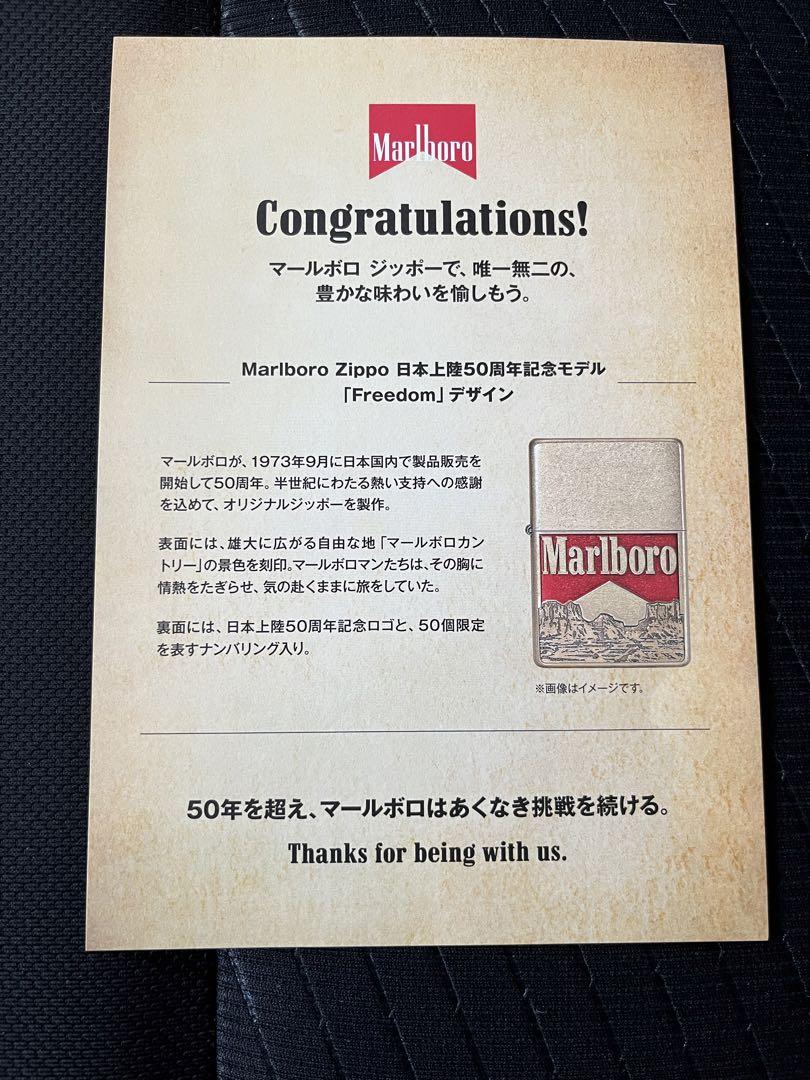 Marlboro
Congratulations!
マールボロ ジッポーで、唯一無二の、
豊かな味わいを愉しもう。
Marlboro Zippo 日本上陸50周年記念モデル
「Freedom」デザイン
マールボロが、1973年9月に日本国内で製品販売を
開始して50周年。半世紀にわたる熱い支持への感謝
を込めて、オリジナルジッポーを製作。
表面には、雄大に広がる自由な地「マールボロカン
トリー」の景色を刻印。マールボロマンたちは、その胸に
情熱をたぎらせ、気の赴くままに旅をしていた。
裏面には、日本上陸50周年記念ロゴと、50個限定
を表すナンバリング入り。
Marlboro
※画像はイメージです。
50年を超え、マールボロはあくなき挑戦を続ける。
Thanks for being with us.